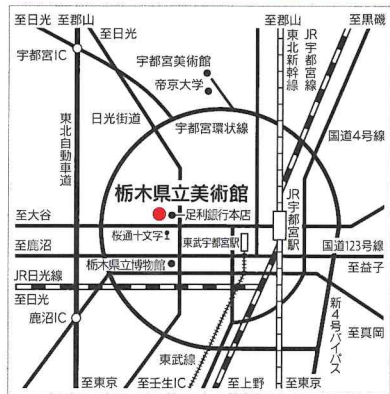 至日光
至郡山
至日光
至郡山
至黒磯
宇都宮IC
宇都宮美術館
帝京大学
東北新幹線
JR宇都宮線
東北自動車道
日光街道
宇都宮環状線
国道4号線
栃木県立美術館
足利銀行本店
JR宇都宮駅
至大谷
桜通十文字
東武宇都宮駅
至鹿沼
国道123号線
栃木県立博物館
至益子
JR日光線
至日光
鹿沼IC
新4号バイパス
至真岡
東武線
至東京
至壬生IC
至上野
至東京